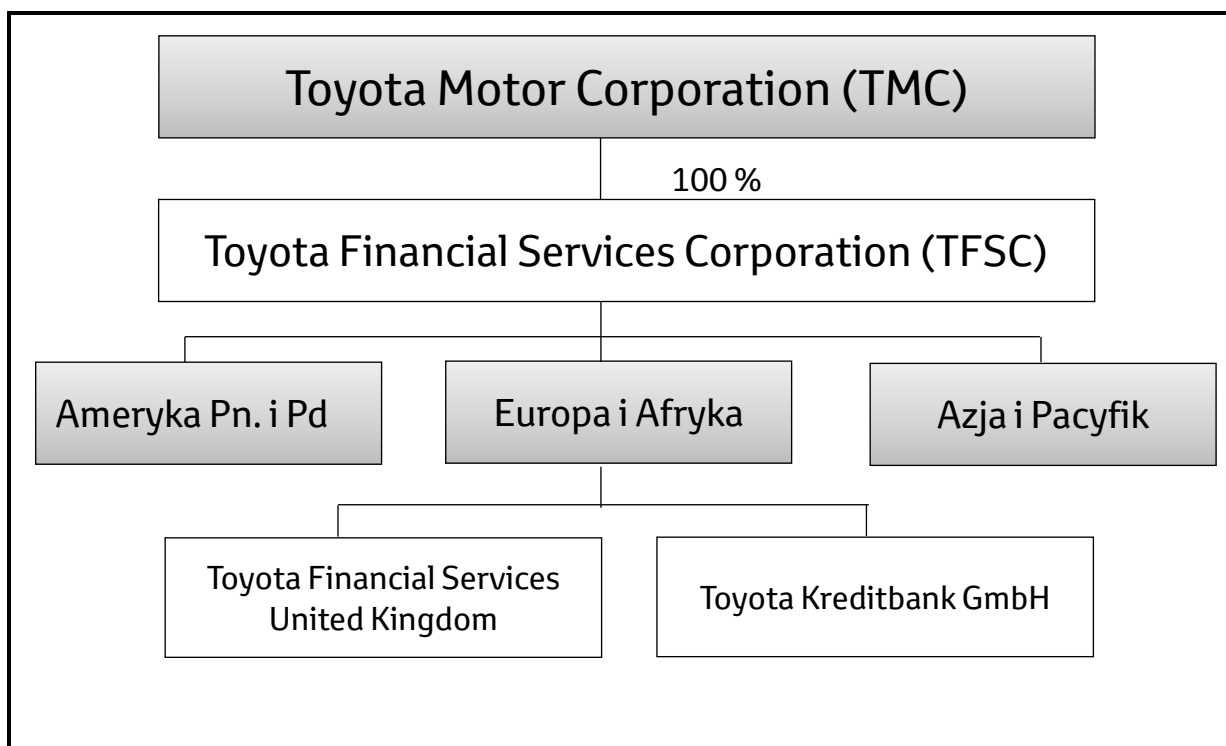 Toyota Motor Corporation (TMC)
100 %
Toyota Financial Services Corporation (TFSC)
Ameryka Pn. i Pd
Europa i Afryka
Azja i Pacyfik
Toyota Financial Services
United Kingdom
Toyota Kreditbank GmbH